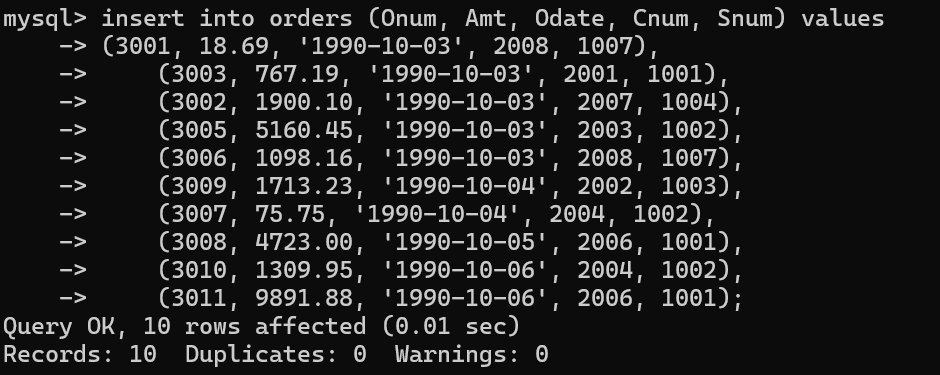 mysql> insert into orders (Onum, Amt, Odate, Cnum, Snum) values
    -> (3001, 18.69, '1990-10-03', 2008, 1007),
    ->     (3003, 767.19, '1990-10-03', 2001, 1001),
    ->     (3002, 1900.10, '1990-10-03', 2007, 1004),
    ->     (3005, 5160.45, '1990-10-03', 2003, 1002),
    ->     (3006, 1098.16, '1990-10-03', 2008, 1007),
    ->     (3009, 1713.23, '1990-10-04', 2002, 1003),
    ->     (3007, 75.75, '1990-10-04', 2004, 1002),
    ->     (3008, 4723.00, '1990-10-05', 2006, 1001),
    ->     (3010, 1309.95, '1990-10-06', 2004, 1002),
    ->     (3011, 9891.88, '1990-10-06', 2006, 1001);
Query OK, 10 rows affected (0.01 sec)
Records: 10  Duplicates: 0  Warnings: 0